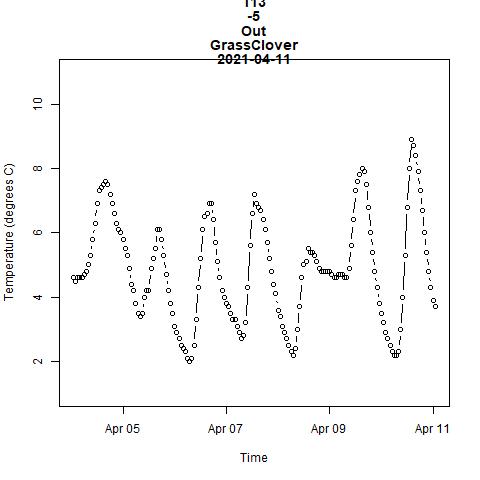 113
-5
Out
GrassClover
2021-04-11
10
8
6
4
2
Temperature (degrees C)
Apr 05
Apr 07
Apr 09
Apr 11
Time